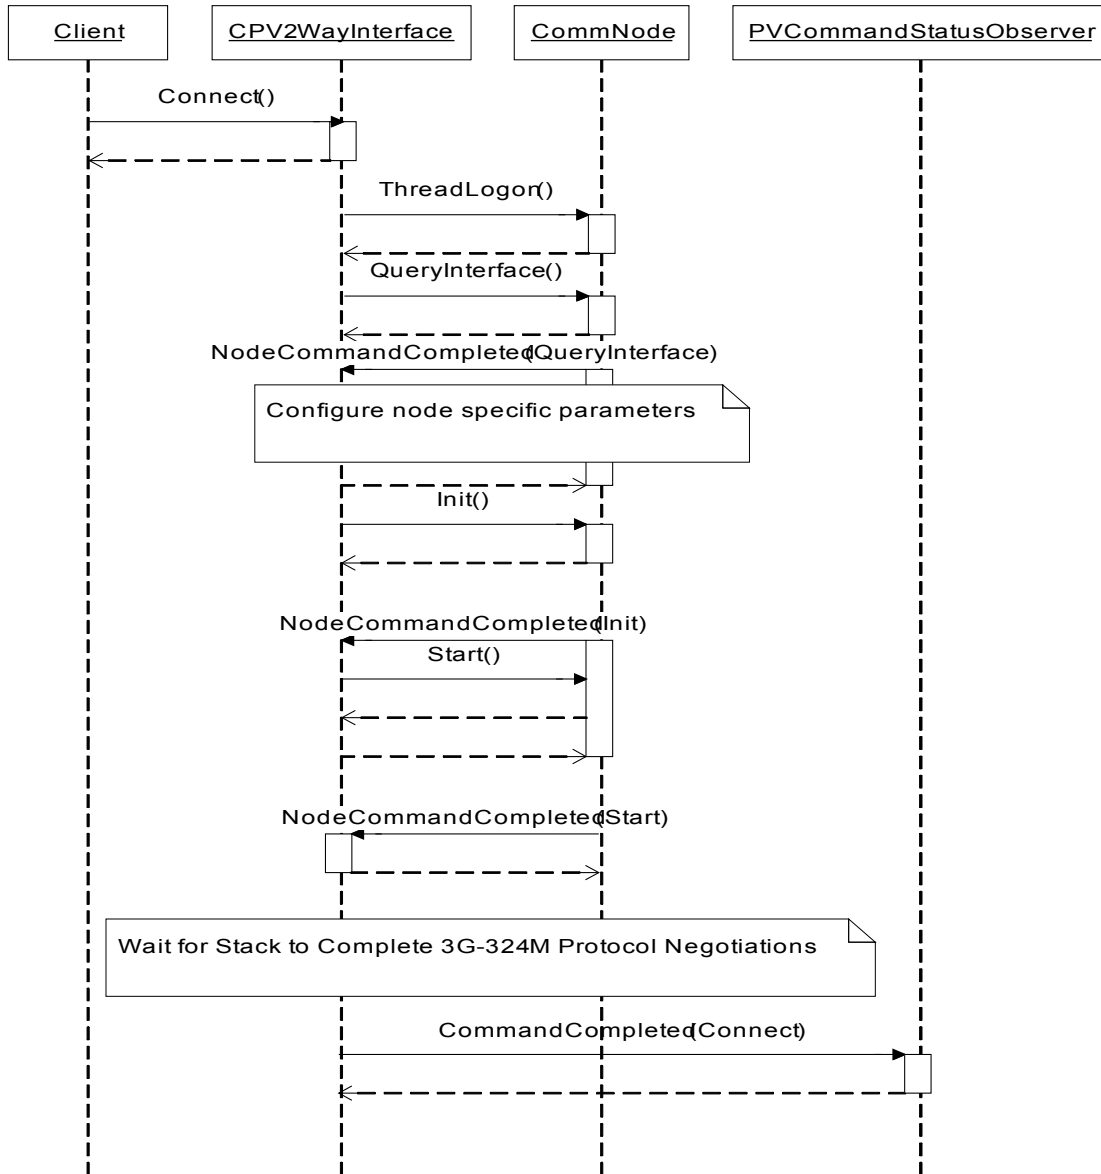 Client
CPV2WayInterface
CommNode
PVCommandStatusObserver
Connect()
ThreadLogon()
QueryInterface()
NodeCommandCompleted(QueryInterface)
Configure node specific parameters
Init()
NodeCommandCompleted(Init)
Start()
NodeCommandCompleted(Start)
Wait for Stack to Complete 3G-324M Protocol Negotiations
CommandCompleted(Connect)